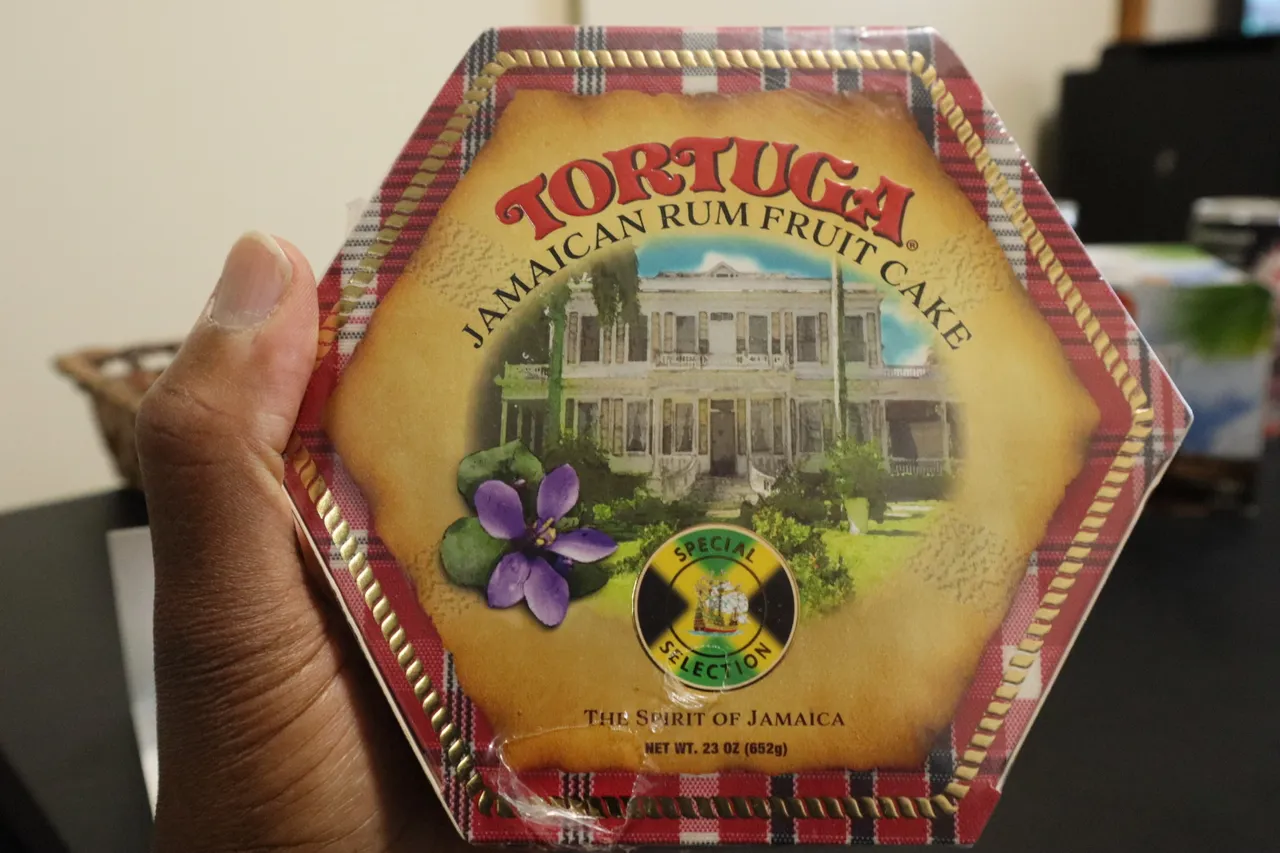 TORTUGA®
JAMAICAN RUM FRUIT CAKE
SPECIAL
SELECTION
THE SPIRIT OF JAMAICA
NET WT. 23 OZ (652g)